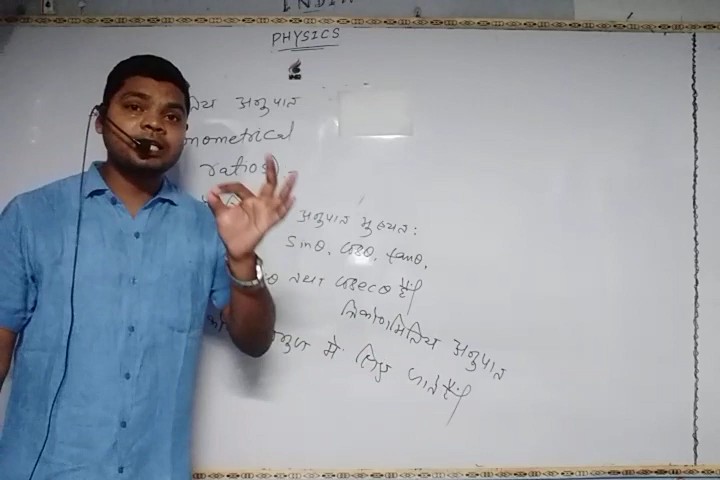 INDIA
PHYSICS
अनुपात
nometrical
ratios) -
अनुपात मुख्यतः
sinθ, cosθ, tanθ,
θ तथा cosecθ हैं
त्रिकोणमितिय अनुपात
में लिए जाते हैं